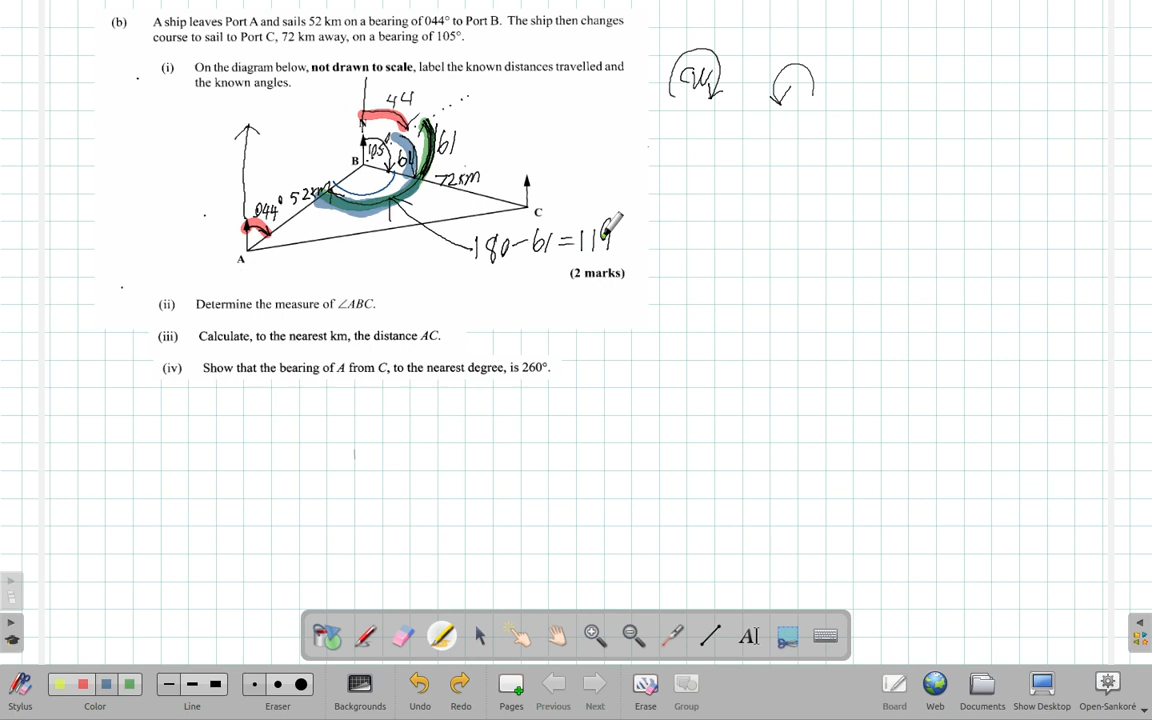 (b) A ship leaves Port A and sails 52 km on a bearing of 044° to Port B. The ship then changes
course to sail to Port C, 72 km away, on a bearing of 105°.
(i) On the diagram below, not drawn to scale, label the known distances travelled and
the known angles.
CW
44
N
105°
61
61
B
72km
52km
044°
C
A
180-61=119
(2 marks)
(ii) Determine the measure of ∠ABC.
(iii) Calculate, to the nearest km, the distance AC.
(iv) Show that the bearing of A from C, to the nearest degree, is 260°.
AI
Stylus
Color
Line
Eraser
Backgrounds
Undo
Redo
Pages
Previous
Next
Erase
Group
Board
Web
Documents
Show Desktop
Open-Sankoré